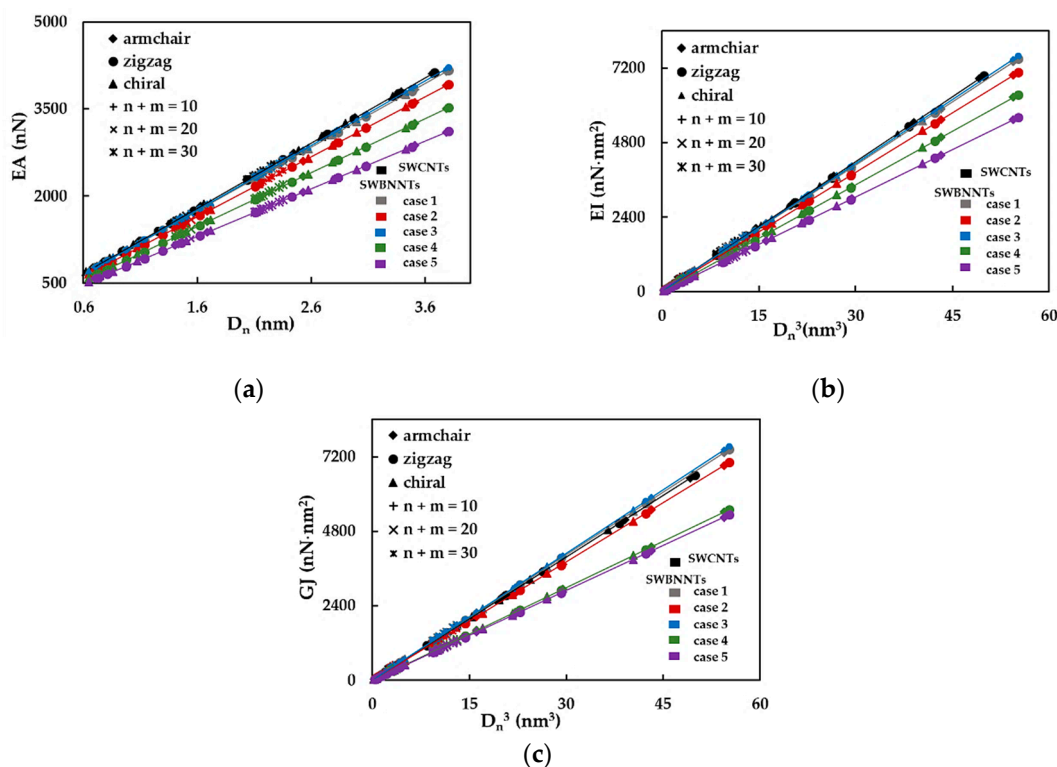 5000
3500
2000
500
EA (nN)
armchair
zigzag
chiral
n + m = 10
n + m = 20
n + m = 30
SWCNTs
SWBNNTs
case 1
case 2
case 3
case 4
case 5
0.6
1.6
2.6
3.6
Dₙ (nm)
(a)
7200
4800
2400
0
EI (nN·nm²)
armchiar
zigzag
chiral
n + m = 10
n + m = 20
n + m = 30
SWCNTs
SWBNNTs
case 1
case 2
case 3
case 4
case 5
0
15
30
45
60
Dₙ³(nm³)
(b)
7200
4800
2400
0
GJ (nN·nm²)
armchair
zigzag
chiral
n + m = 10
n + m = 20
n + m = 30
SWCNTs
SWBNNTs
case 1
case 2
case 3
case 4
case 5
0
15
30
45
60
Dₙ³ (nm³)
(c)